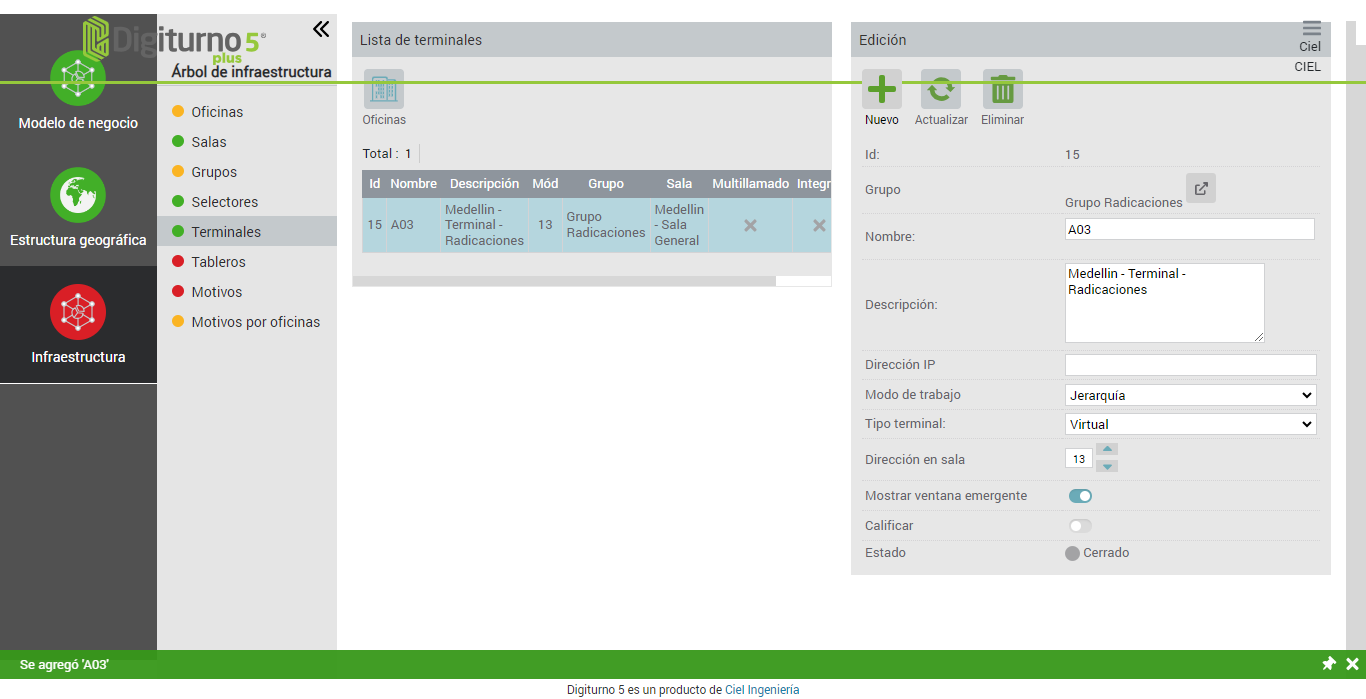 Digiturno 5®
plus
Modelo de negocio
Estructura geográfica
Infraestructura
Árbol de infraestructura
Oficinas
Salas
Grupos
Selectores
Terminales
Tableros
Motivos
Motivos por oficinas
Lista de terminales
Oficinas
Total : 1
Id Nombre Descripción Mód Grupo Sala Multillamado Integr
15 A03 Medellin - Terminal - Radicaciones 13 Grupo Radicaciones Medellin - Sala General
Edición
Ciel
CIEL
Nuevo Actualizar Eliminar
Id: 15
Grupo Grupo Radicaciones
Nombre: A03
Descripción: Medellin - Terminal -
Radicaciones
Dirección IP
Modo de trabajo Jerarquía
Tipo terminal: Virtual
Dirección en sala 13
Mostrar ventana emergente
Calificar
Estado Cerrado
Se agregó 'A03'
Digiturno 5 es un producto de Ciel Ingeniería